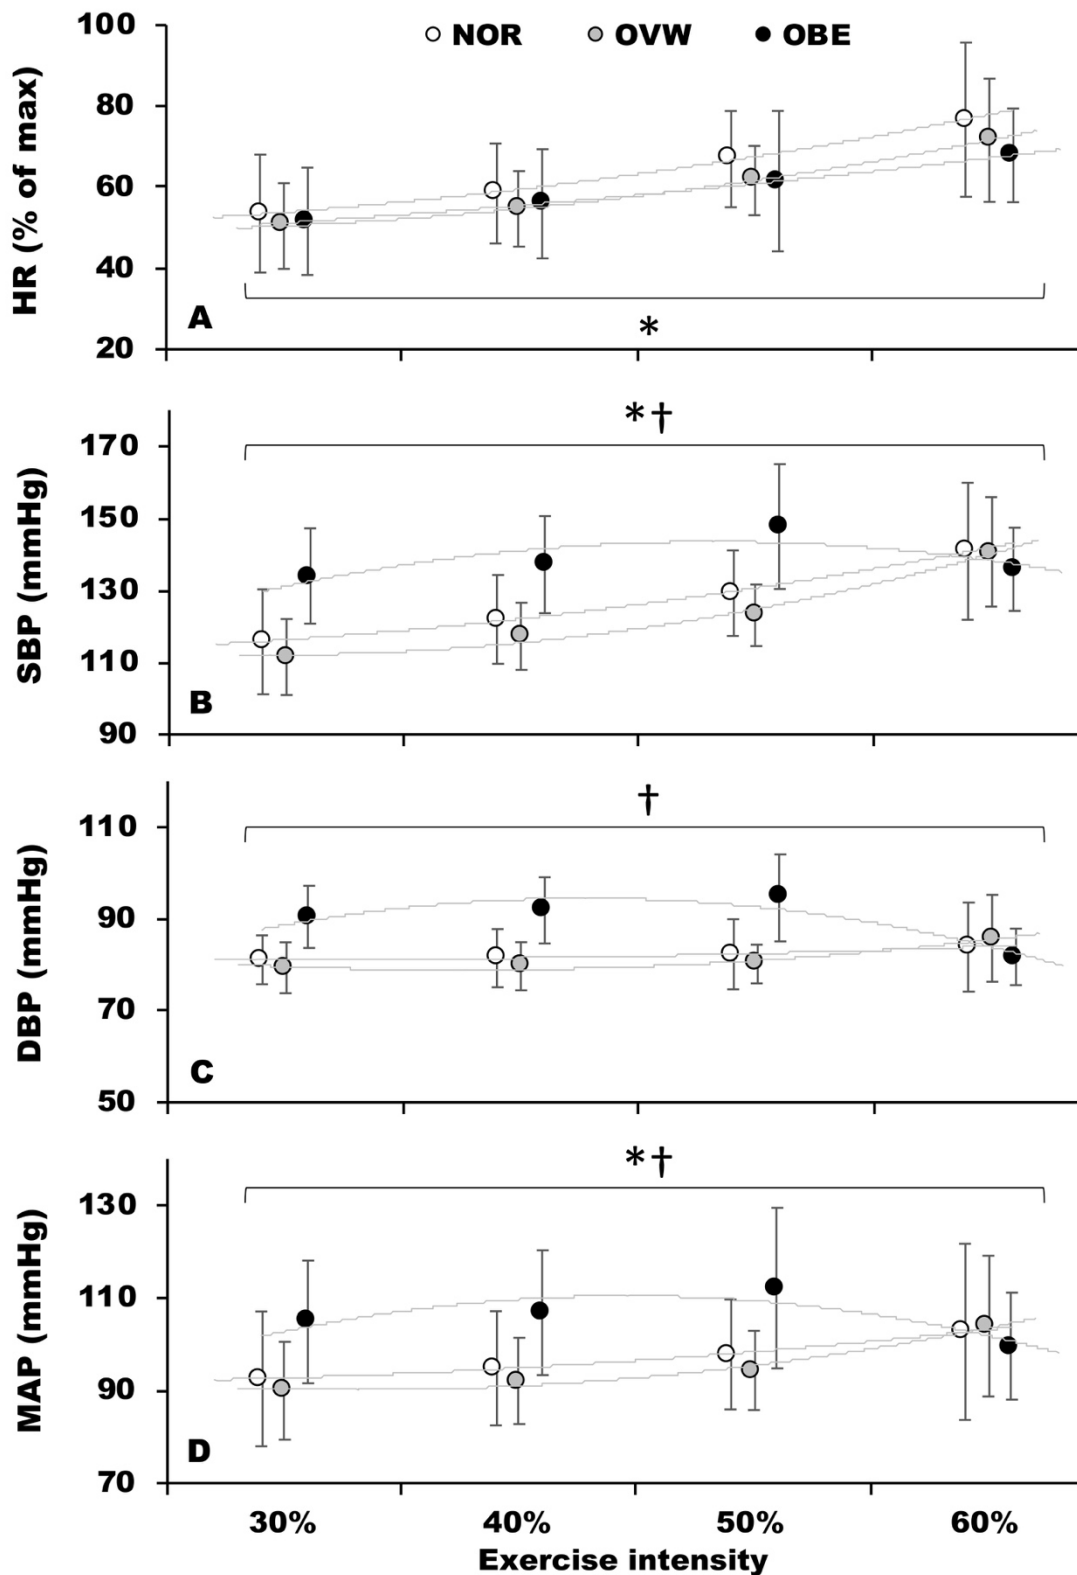 NOR OVW OBE
HR (% of max)
100
80
60
40
20
A
*
SBP (mmHg)
170
150
130
110
90
B
*†
DBP (mmHg)
110
90
70
50
C
†
MAP (mmHg)
130
110
90
70
D
*†
30% 40% 50% 60%
Exercise intensity